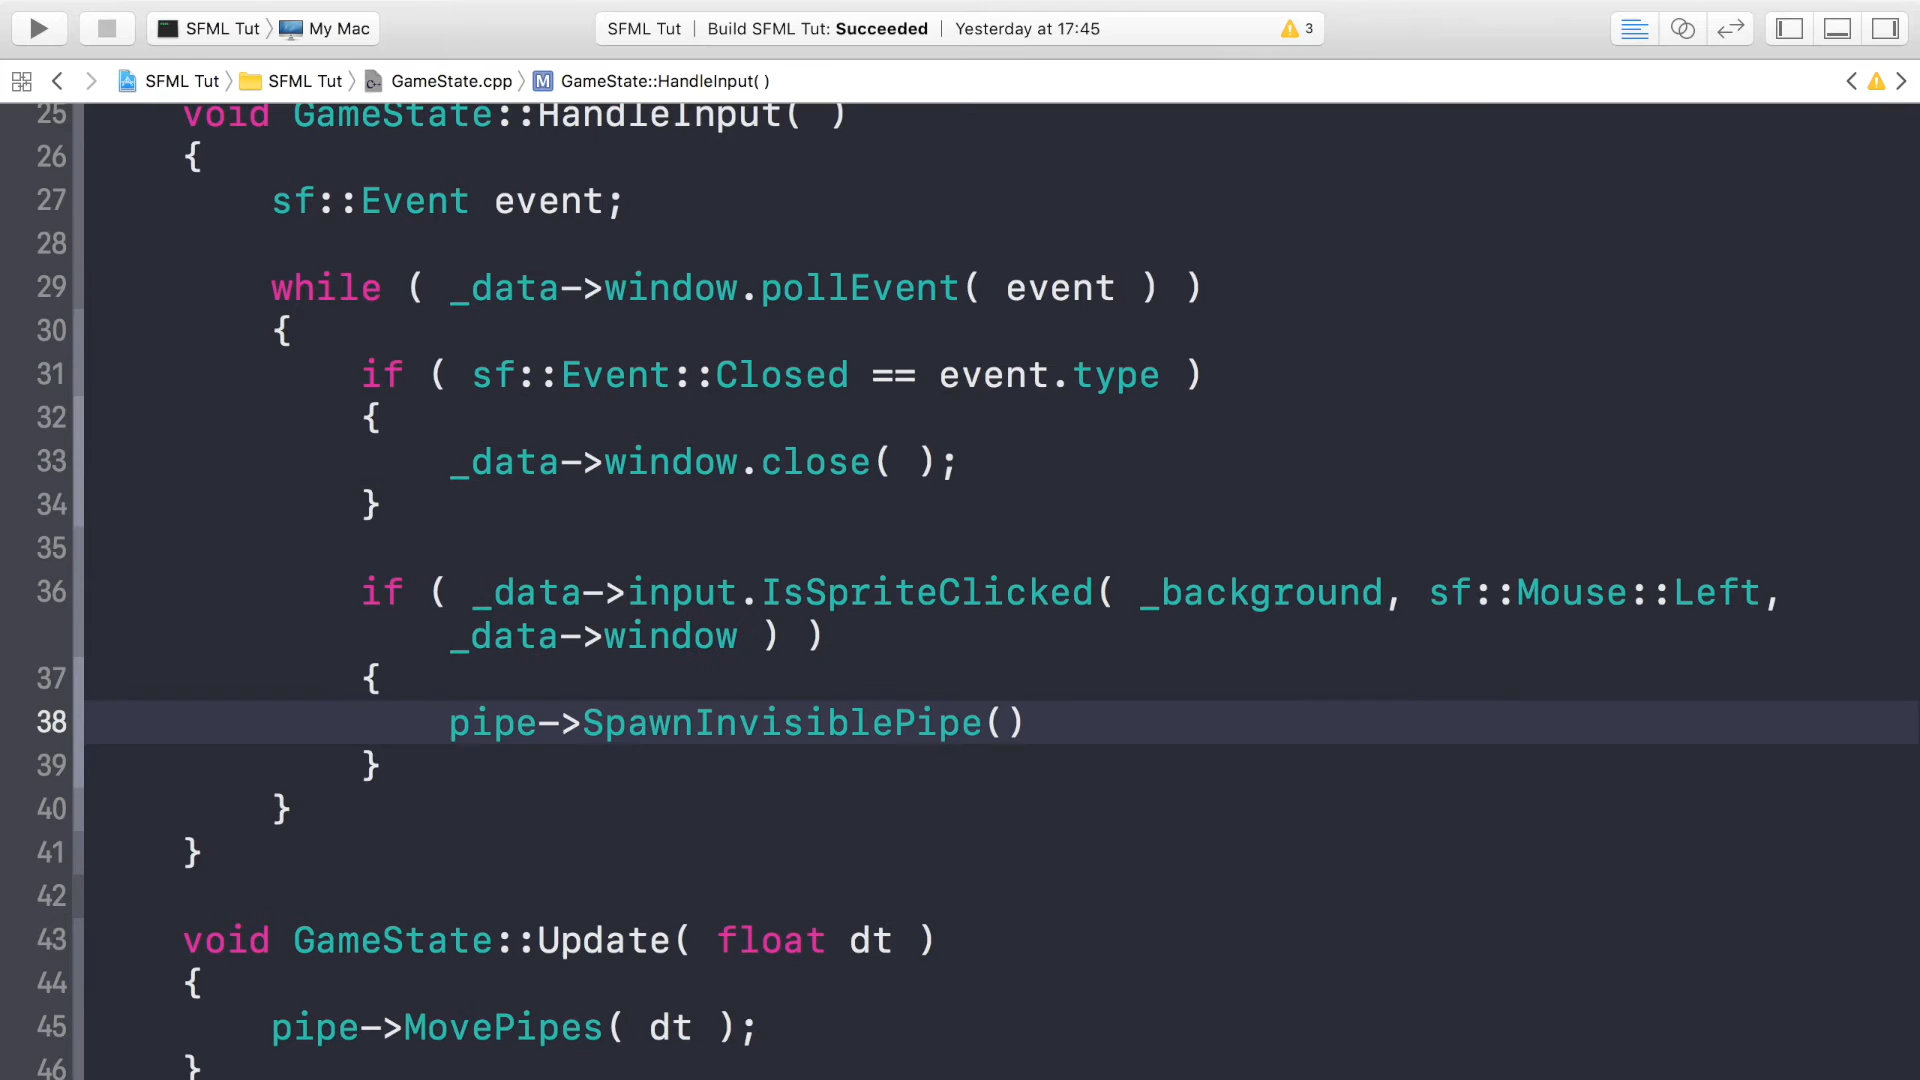 SFML Tut My Mac SFML Tut Build SFML Tut: Succeeded Yesterday at 17:45 3
SFML Tut SFML Tut GameState.cpp M GameState::HandleInput( )
25 void GameState::HandleInput( )
26 {
27 sf::Event event;
28
29 while ( _data->window.pollEvent( event ) )
30 {
31 if ( sf::Event::Closed == event.type )
32 {
33 _data->window.close( );
34 }
35
36 if ( _data->input.IsSpriteClicked( _background, sf::Mouse::Left,
_data->window ) )
37 {
38 pipe->SpawnInvisiblePipe()
39 }
40 }
41 }
42
43 void GameState::Update( float dt )
44 {
45 pipe->MovePipes( dt );
46 }